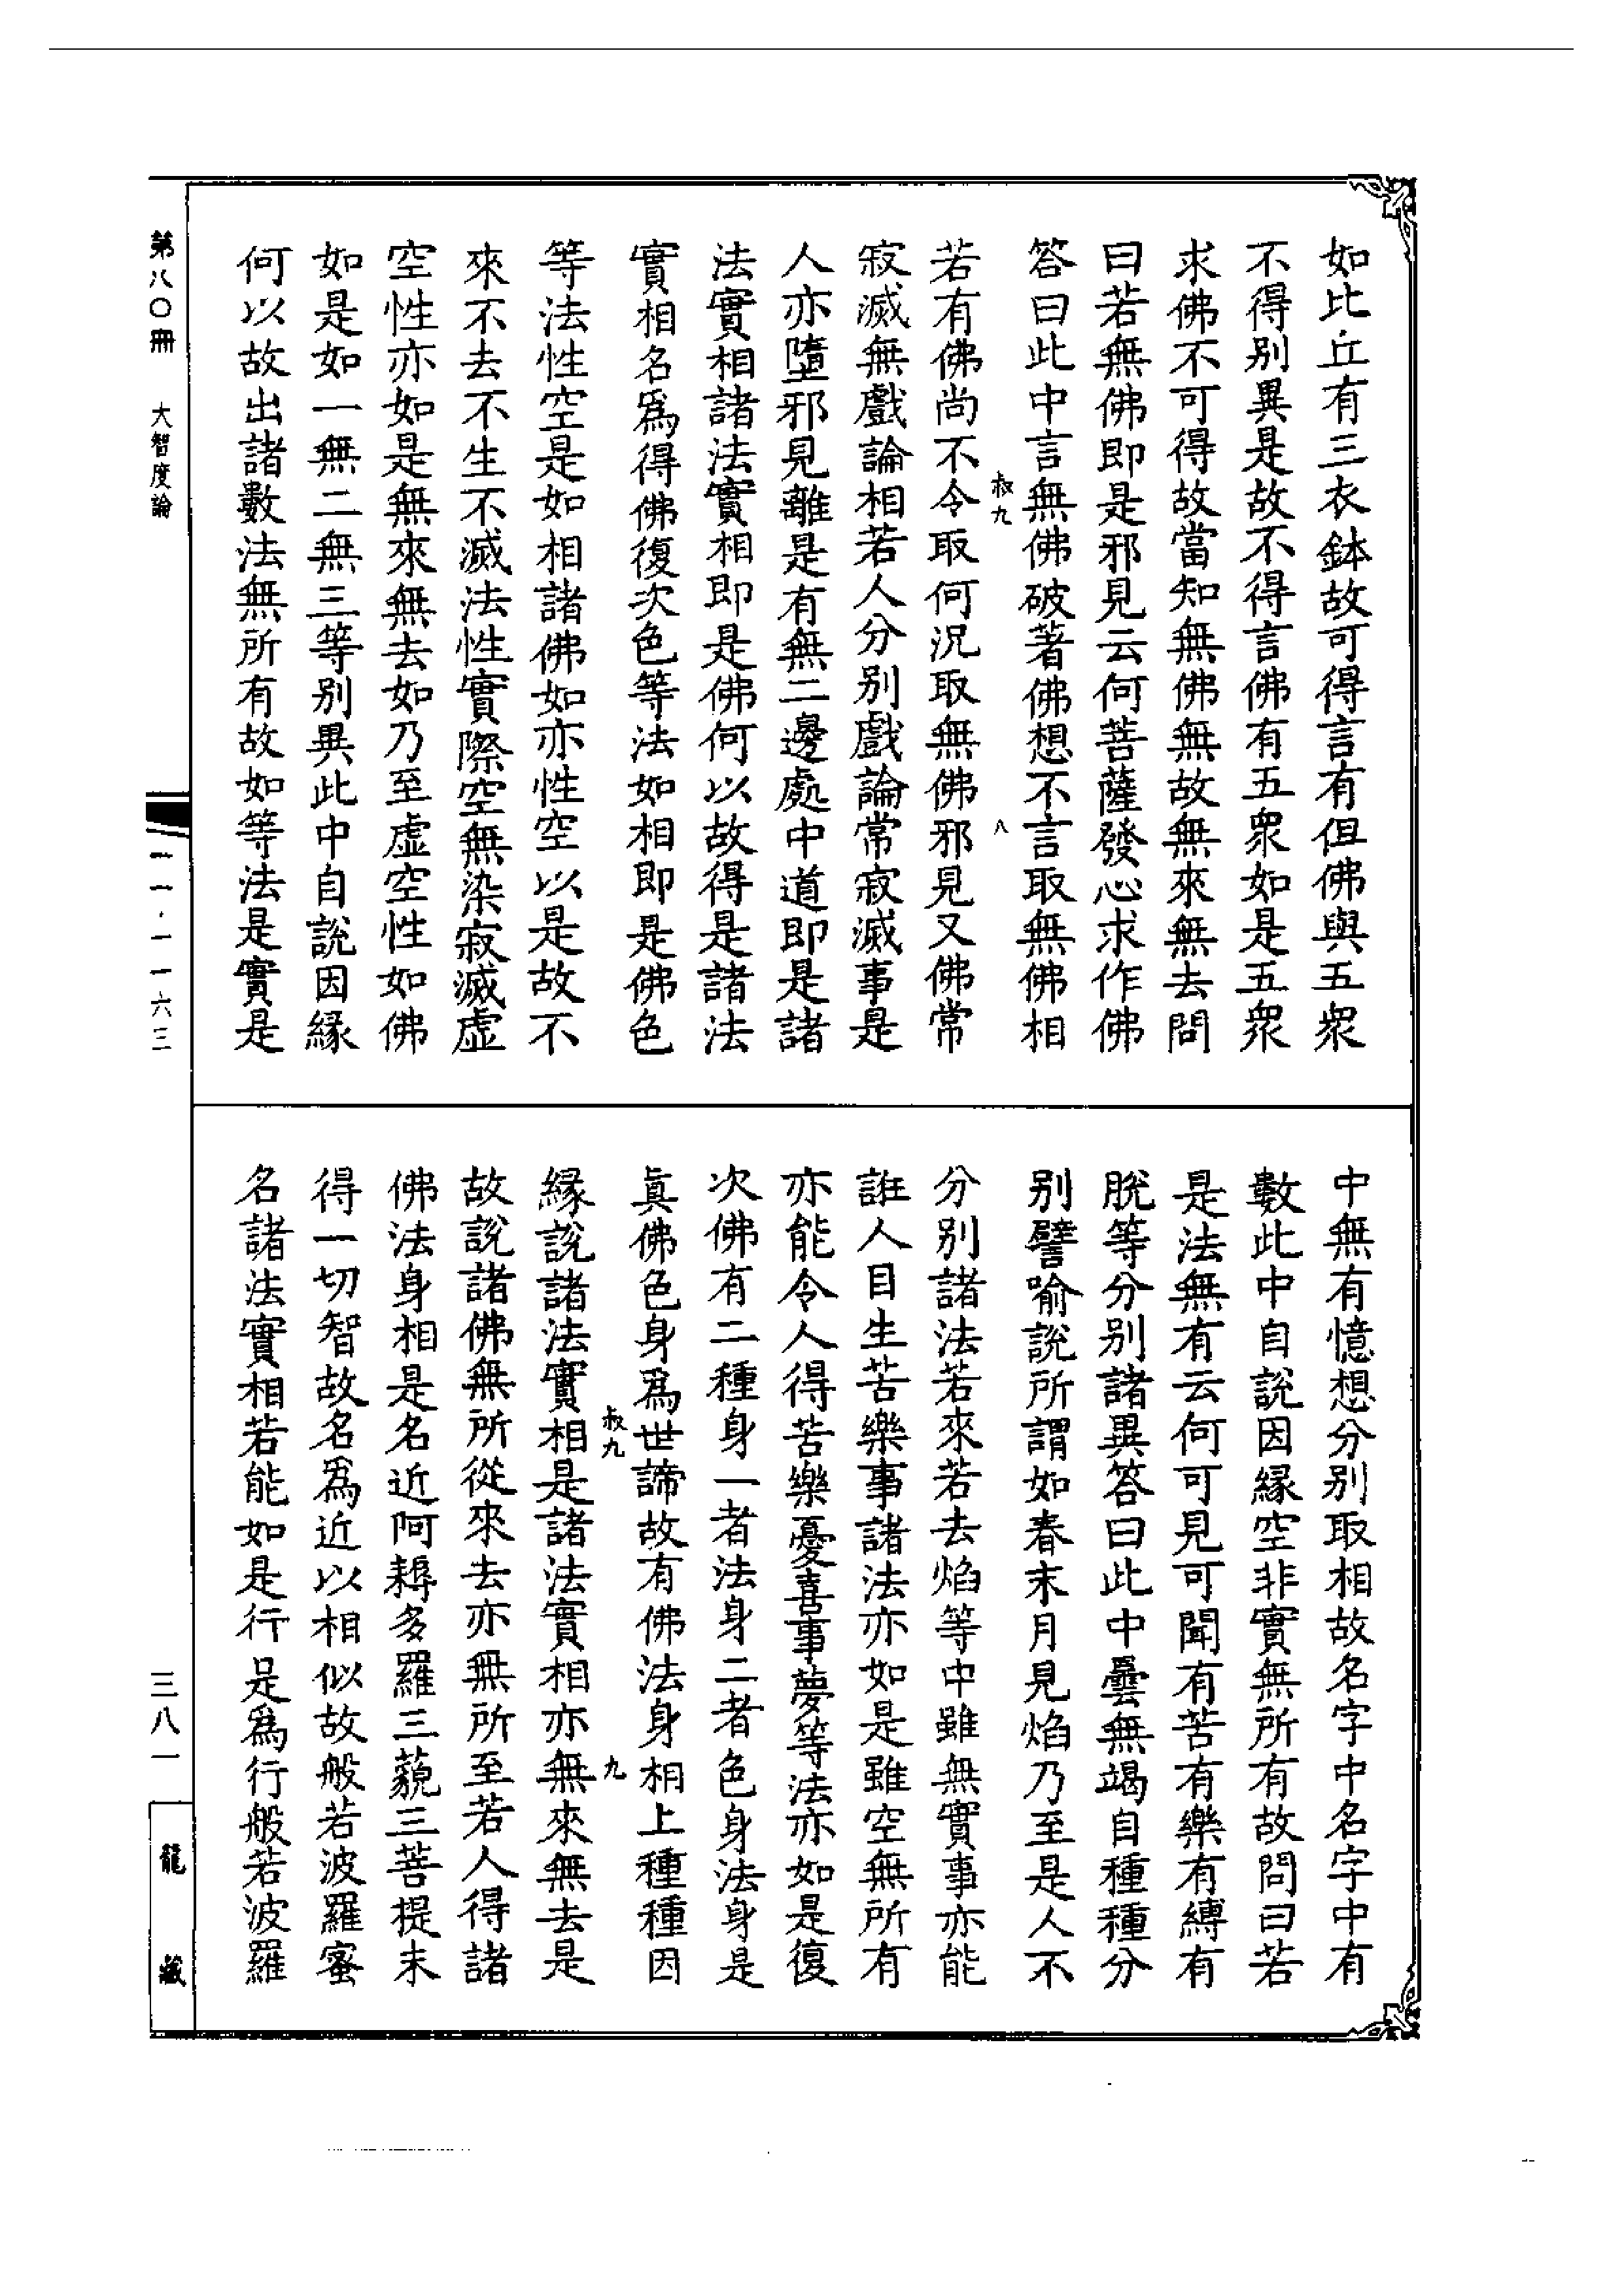 如比丘有三衣鉢故可得言有但佛與五衆
不得別異是故不得言佛有五衆如是五衆
求佛不可得故當知無佛無故無來無去問
曰若無佛即是邪見云何菩薩發心求作佛
答曰此中言無佛破著佛想不言取無佛相
叔九
八
若有佛尚不令取何況取無佛邪見又佛常
寂滅無戲論相若人分別戲論常寂滅事是
人亦墮邪見離是有無二邊處中道即是諸
法實相諸法實相即是佛何以故得是諸法
實相名爲得佛復次色等法如相即是佛色
等法性空是如相諸佛如亦性空以是故不
來不去不生不滅法性實際空無染寂滅虛
空性亦如是無來無去如乃至虛空性如佛
如是如一無二無三等別異此中自說因緣
何以故出諸數法無所有故如等法是實是
中無有憶想分別取相故名字中名字中有
數此中自說因緣空非實無所有故問曰若
是法無有云何可見可聞有苦有樂有縛有
脫等分別諸異答曰此中曇無竭自種種分
別譬喻說所謂如春末月見焰乃至是人不
分別諸法若來若去焰等中雖無實事亦能
誑人目生苦樂事諸法亦如是雖空無所有
亦能令人得苦樂憂喜事夢等法亦如是復
次佛有二種身一者法身二者色身法身是
眞佛色身爲世諦故有佛法身相上種種因
叔九
九
緣說諸法實相是諸法實相亦無來無去是
故說諸佛無所從來去亦無所至若人得諸
佛法身相是名近阿耨多羅三藐三菩提末
得一切智故名爲近以相似故般若波羅蜜
名諸法實相若能如是行是爲行般若波羅
第八〇冊　大智度論
一一·一一六三
三八一
龍藏